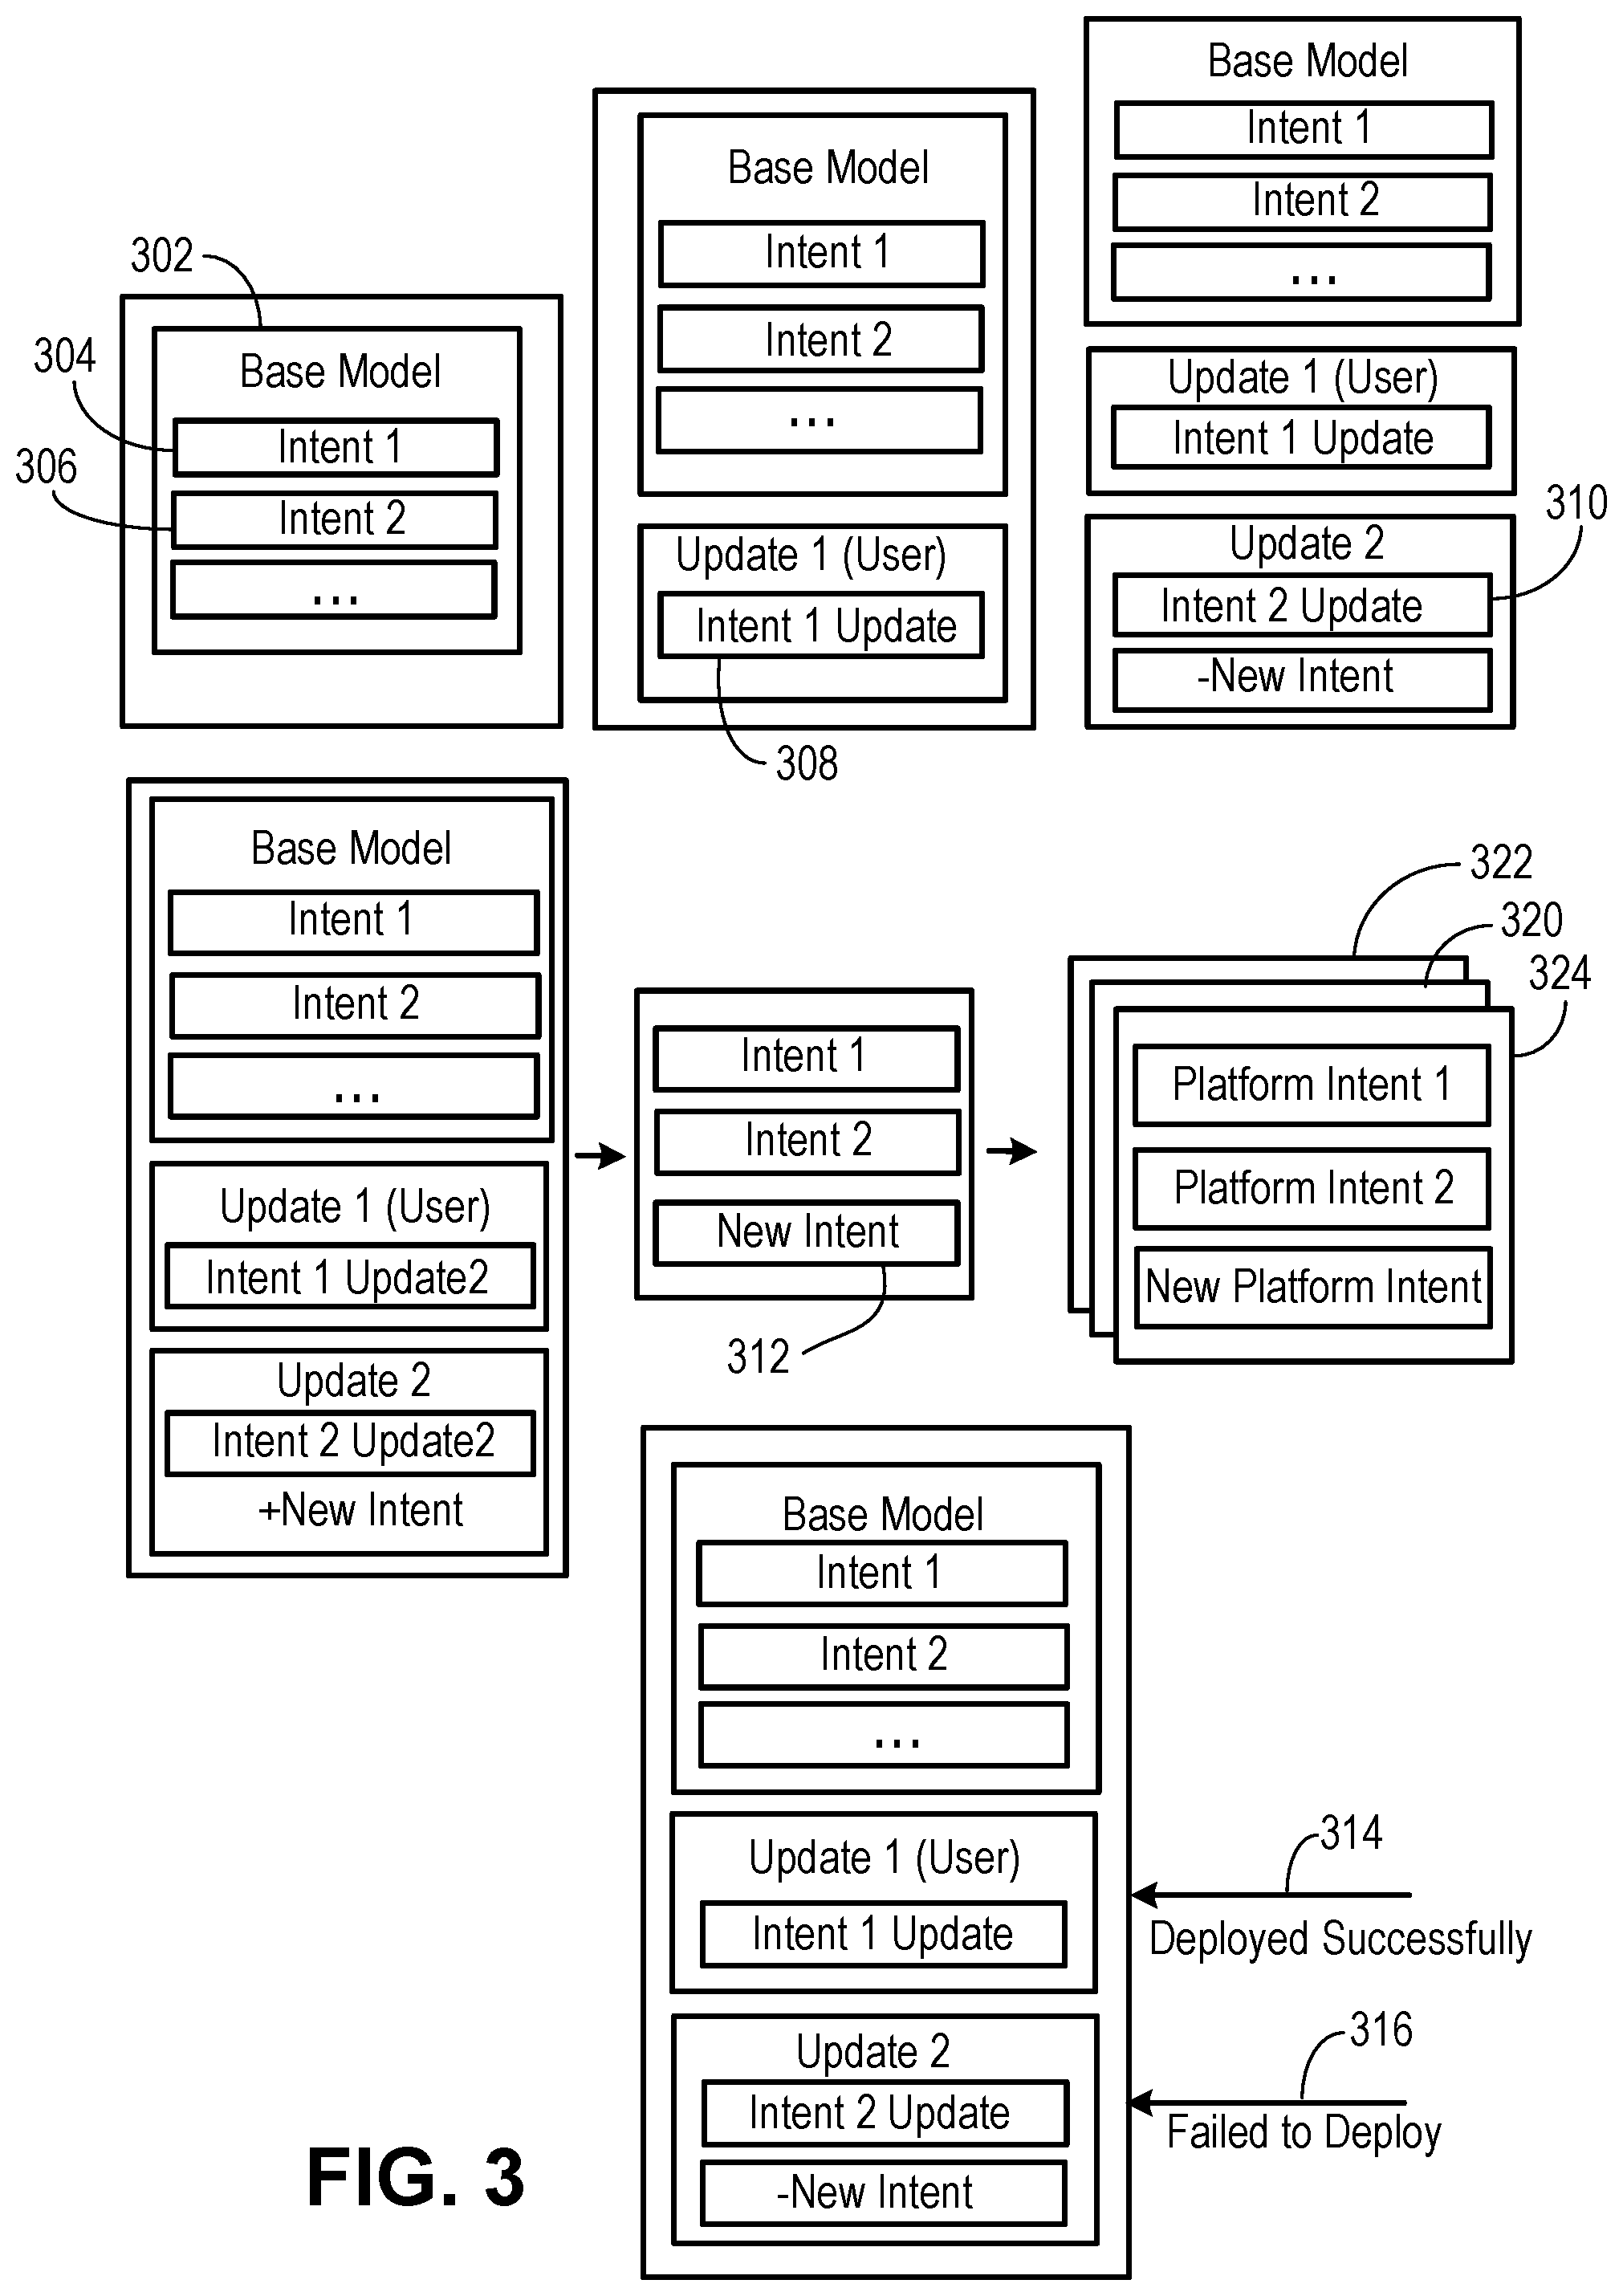 302
304
306
Base Model
Intent 1
Intent 2
...
Base Model
Intent 1
Intent 2
...
Update 1 (User)
Intent 1 Update
308
Base Model
Intent 1
Intent 2
...
Update 1 (User)
Intent 1 Update
Update 2
Intent 2 Update
-New Intent
310
Base Model
Intent 1
Intent 2
...
Update 1 (User)
Intent 1 Update2
Update 2
Intent 2 Update2
+New Intent
Intent 1
Intent 2
New Intent
312
322
320
324
Platform Intent 1
Platform Intent 2
New Platform Intent
Base Model
Intent 1
Intent 2
...
Update 1 (User)
Intent 1 Update
Update 2
Intent 2 Update
-New Intent
314
Deployed Successfully
316
Failed to Deploy
FIG. 3